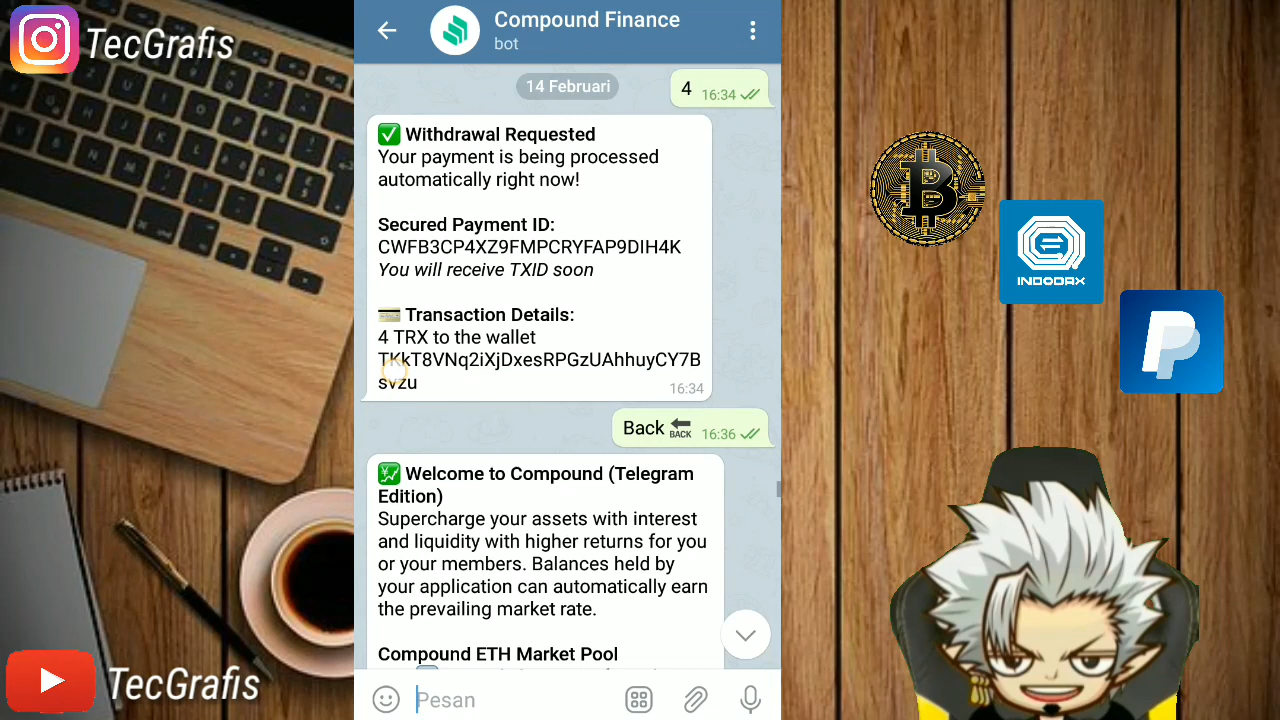 TecGrafis
Compound Finance
bot
14 Februari
4 16:34
Withdrawal Requested
Your payment is being processed
automatically right now!
Secured Payment ID:
CWFB3CP4XZ9FMPCRYFAP9DIH4K
You will receive TXID soon
Transaction Details:
4 TRX to the wallet
TKkT8VNq2iXjDxesRPGzUAhhuyCY7B
svzu
16:34
Back BACK 16:36
Welcome to Compound (Telegram
Edition)
Supercharge your assets with interest
and liquidity with higher returns for you
or your members. Balances held by
your application can automatically earn
the prevailing market rate.
Compound ETH Market Pool
Pesan
INDODAX
TecGrafis